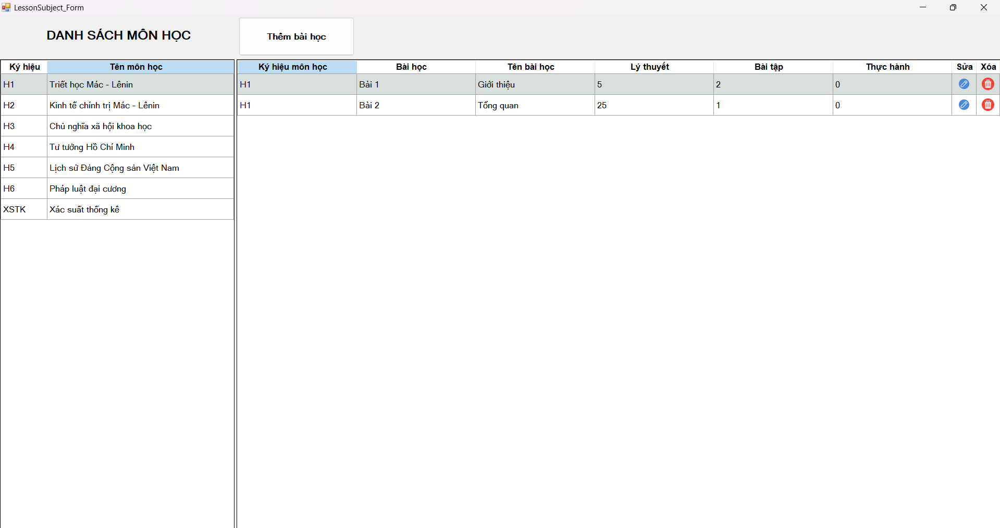 LessonSubject_Form
DANH SÁCH MÔN HỌC
Thêm bài học
Ký hiệu Tên môn học
H1 Triết học Mác - Lênin
H2 Kinh tế chính trị Mác - Lênin
H3 Chủ nghĩa xã hội khoa học
H4 Tư tưởng Hồ Chí Minh
H5 Lịch sử Đảng Cộng sản Việt Nam
H6 Pháp luật đại cương
XSTK Xác suất thống kê
Ký hiệu môn học Bài học Tên bài học Lý thuyết Bài tập Thực hành Sửa Xóa
H1 Bài 1 Giới thiệu 5 2 0
H1 Bài 2 Tổng quan 25 1 0